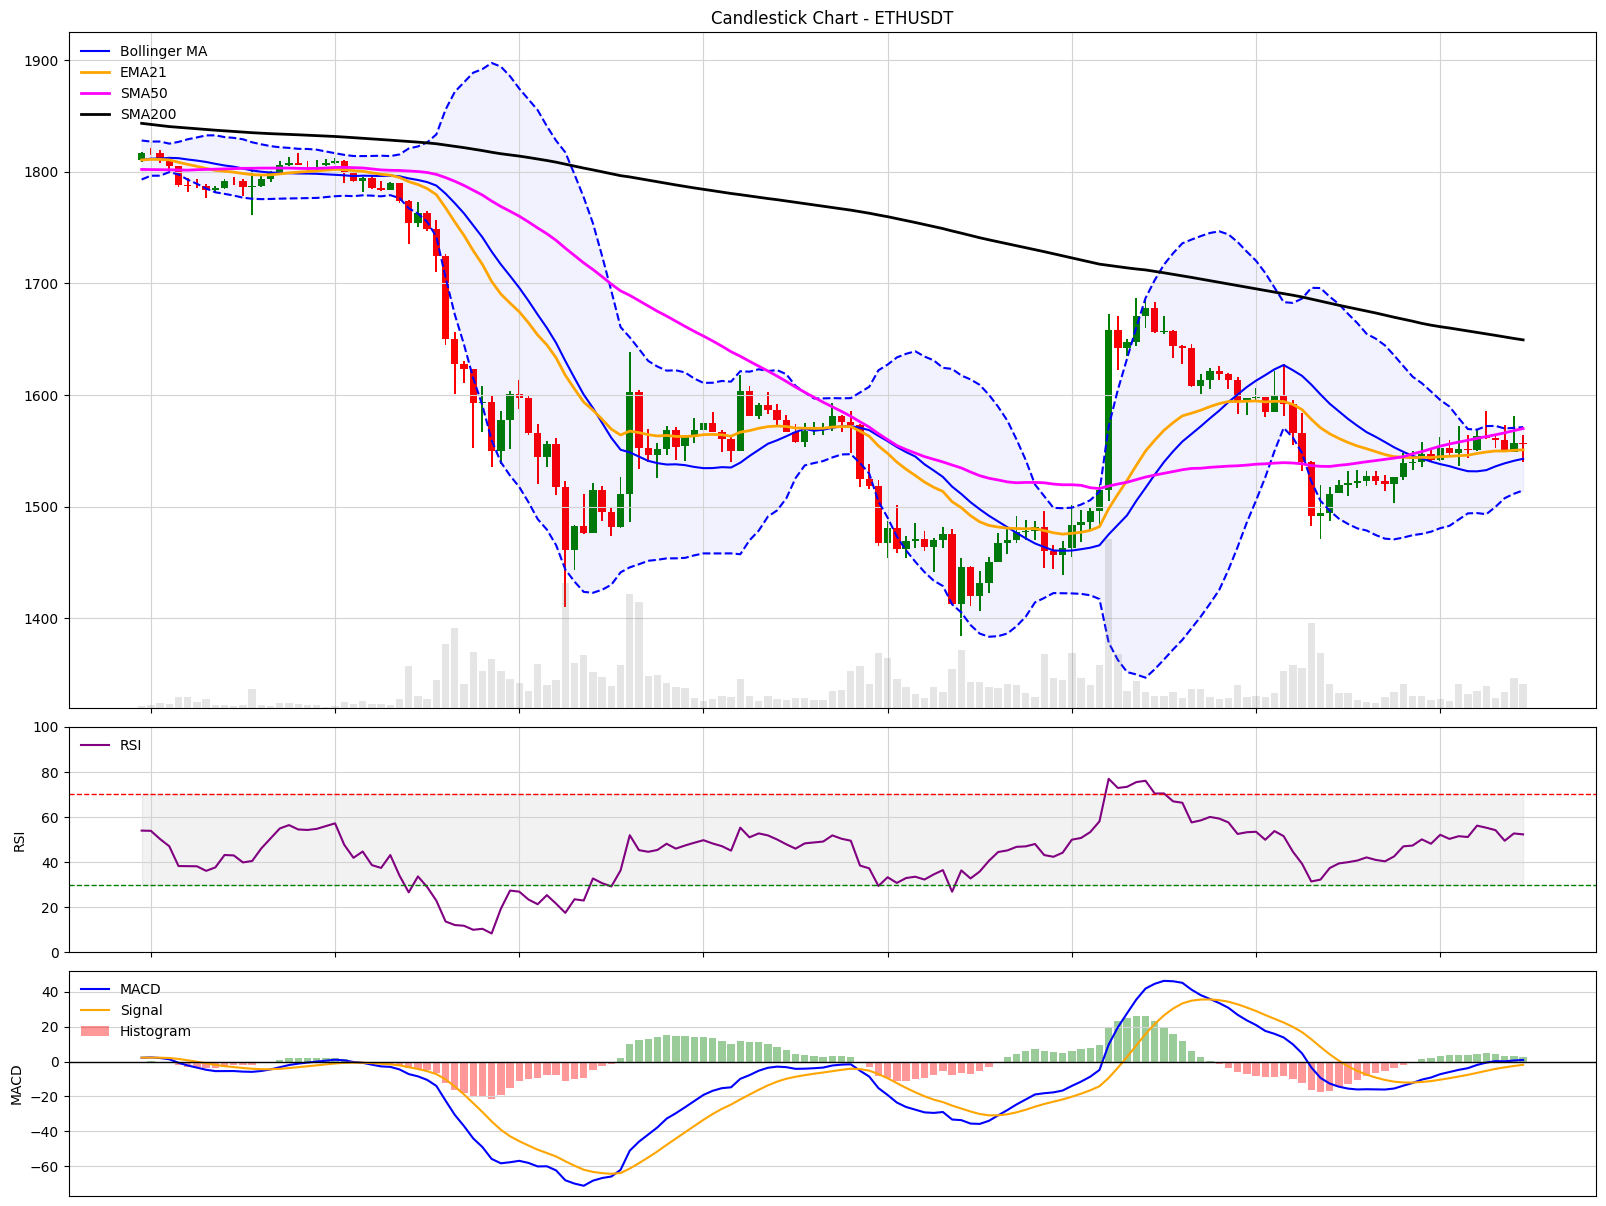 Candlestick Chart - ETHUSDT
Bollinger MA
EMA21
SMA50
SMA200
1900
1800
1700
1600
1500
1400
RSI
100
80
60
40
20
0
RSI
MACD
Signal
Histogram
40
20
0
−20
−40
−60
MACD